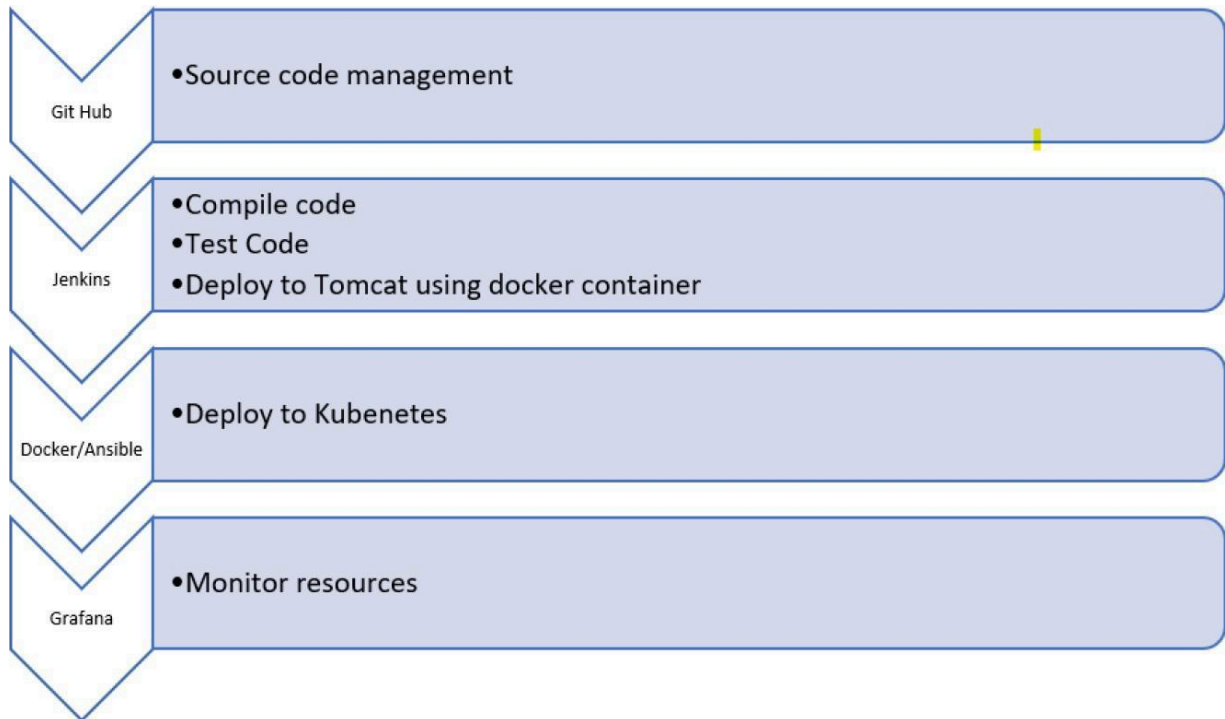 Git Hub
•Source code management
Jenkins
•Compile code
•Test Code
•Deploy to Tomcat using docker container
Docker/Ansible
•Deploy to Kubenetes
Grafana
•Monitor resources